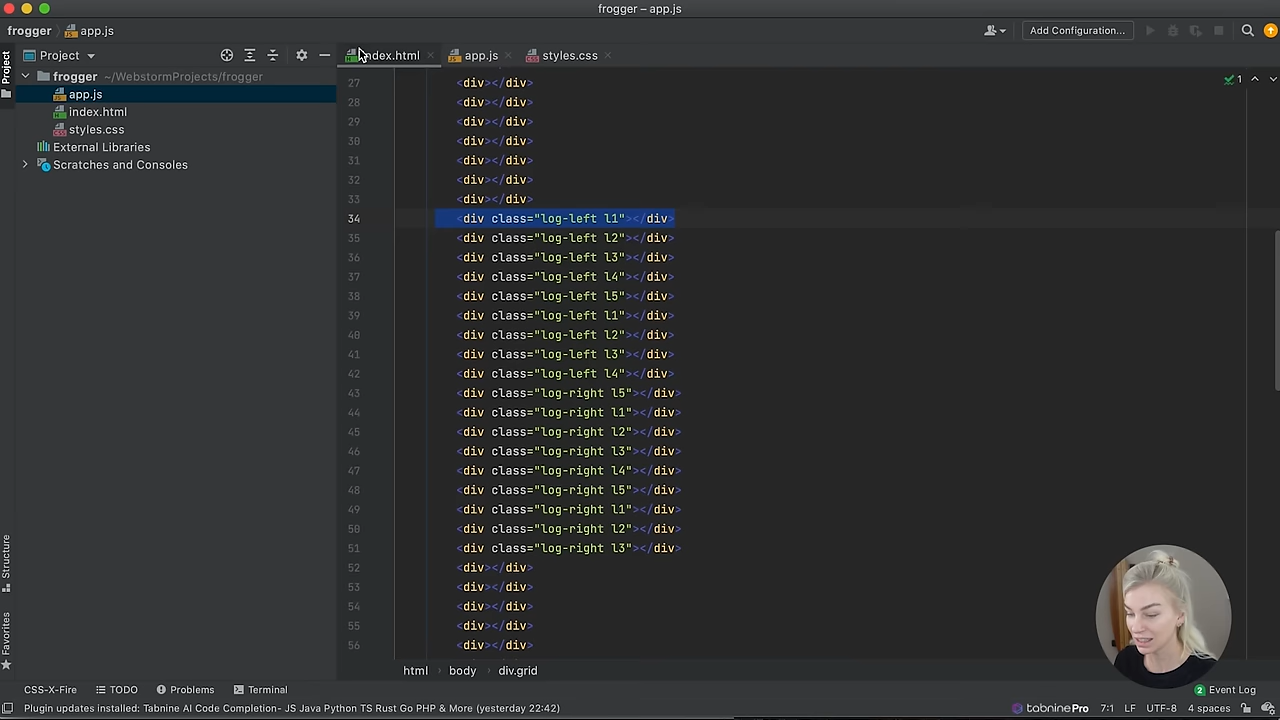 frogger – app.js
frogger
app.js
Add Configuration...
Project
Project
index.html
app.js
styles.css
frogger ~/WebstormProjects/frogger
app.js
index.html
styles.css
External Libraries
Scratches and Consoles
27 <div></div>
28 <div></div>
29 <div></div>
30 <div></div>
31 <div></div>
32 <div></div>
33 <div></div>
34 <div class="log-left l1"></div>
35 <div class="log-left l2"></div>
36 <div class="log-left l3"></div>
37 <div class="log-left l4"></div>
38 <div class="log-left l5"></div>
39 <div class="log-left l1"></div>
40 <div class="log-left l2"></div>
41 <div class="log-left l3"></div>
42 <div class="log-left l4"></div>
43 <div class="log-right l5"></div>
44 <div class="log-right l1"></div>
45 <div class="log-right l2"></div>
46 <div class="log-right l3"></div>
47 <div class="log-right l4"></div>
48 <div class="log-right l5"></div>
49 <div class="log-right l1"></div>
50 <div class="log-right l2"></div>
51 <div class="log-right l3"></div>
52 <div></div>
53 <div></div>
54 <div></div>
55 <div></div>
56 <div></div>
1
Structure
Favorites
html
body
div.grid
CSS-X-Fire
TODO
Problems
Terminal
2 Event Log
Plugin updates installed: Tabnine AI Code Completion- JS Java Python TS Rust Go PHP & More (yesterday 22:42)
tabninePro
7:1
LF
UTF-8
4 spaces